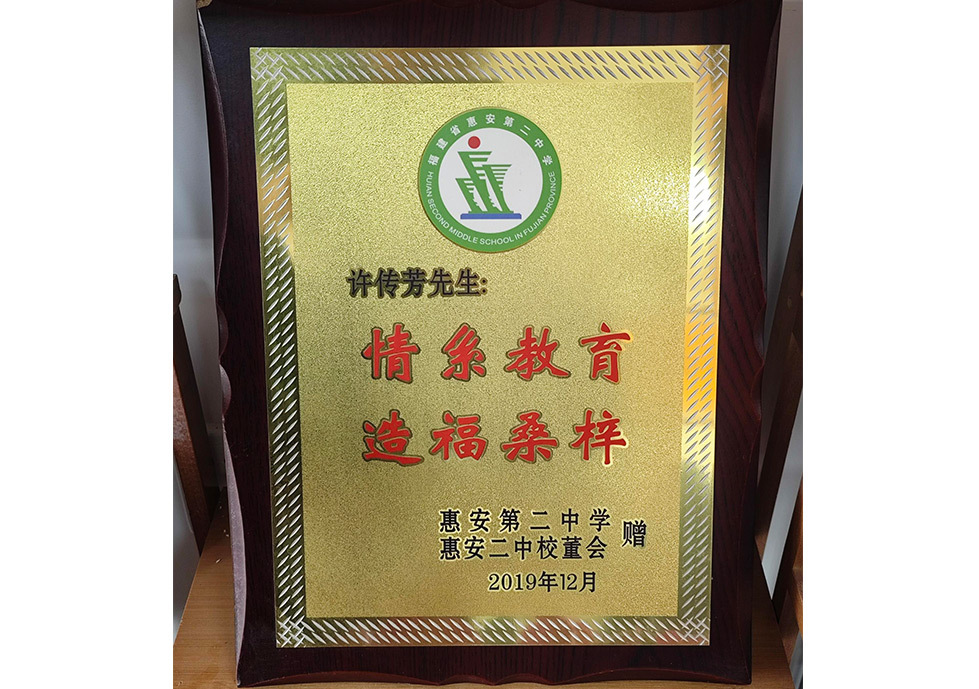 福建省惠安第二中学
HUIAN SECOND MIDDLE SCHOOL IN FUJIAN PROVINCE
许传芳先生:
情系教育
造福桑梓
惠安第二中学
惠安二中校董会
赠
2019年12月